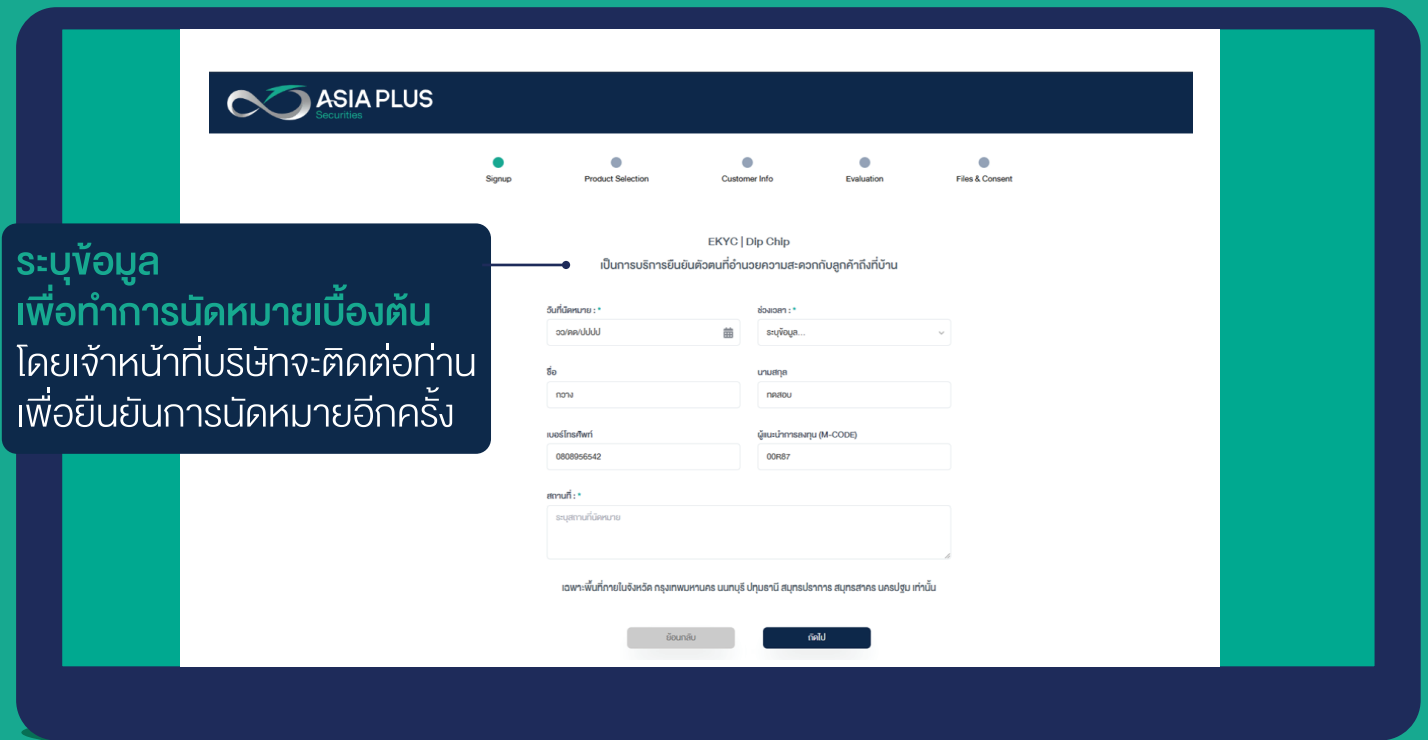 ASIA PLUS
Securities
Signup
Product Selection
Customer Info
Evaluation
Files & Consent
ระบุข้อมูล
เพื่อทำการนัดหมายเบื้องต้น
โดยเจ้าหน้าที่บริษัทจะติดต่อท่าน
เพื่อยืนยันการนัดหมายอีกครั้ง
EKYC | Dip Chip
เป็นการบริการยืนยันตัวตนที่อำนวยความสะดวกกับลูกค้าถึงที่บ้าน
วันที่นัดหมาย : *
ช่วงเวลา : *
วว/ดด/ปปปป
ระบุข้อมูล...
ชื่อ
นามสกุล
กวาง
ทดสอบ
เบอร์โทรศัพท์
ผู้แนะนำการลงทุน (M-CODE)
0808956542
00R87
สถานที่ : *
ระบุสถานที่นัดหมาย
เฉพาะพื้นที่ภายในจังหวัด กรุงเทพมหานคร นนทบุรี ปทุมธานี สมุทรปราการ สมุทรสาคร นครปฐม เท่านั้น
ย้อนกลับ
ถัดไป